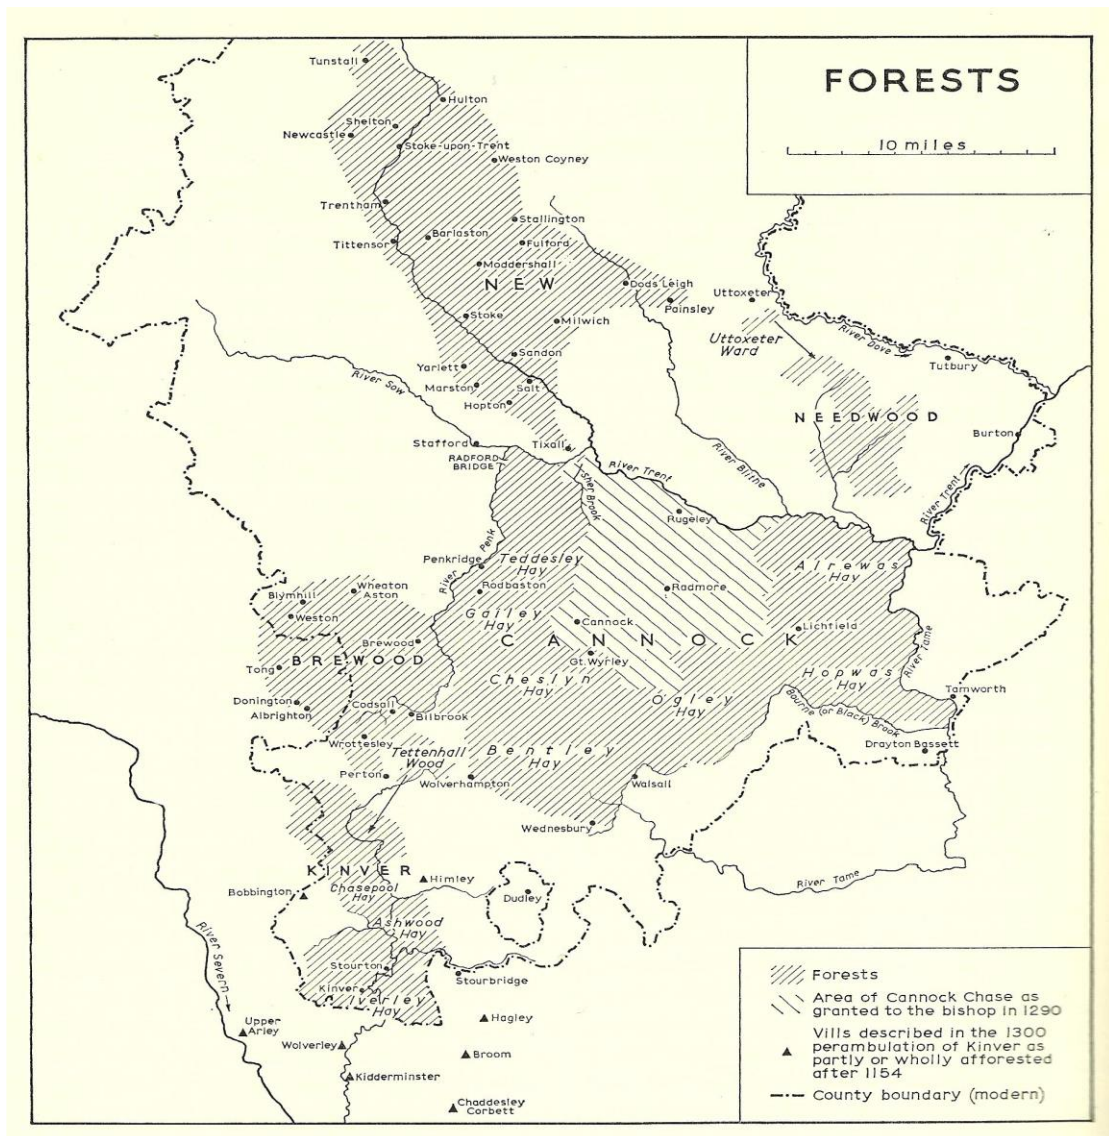 FORESTS
10 miles
Tunstall
Hulton
Shelton
Newcastle
Stoke-upon-Trent
Weston Coyney
Trentham
Stallington
Barlaston
Tittensor
Fulford
Moddershall
NEW
Dods Leigh
Uttoxeter
Painsley
Stoke
Milwich
Uttoxeter
Ward
River Dove
Sandon
Yarlett
Tutbury
River Sow
Marston
Salt
Hopton
NEEDWOOD
Burton
Stafford
Tixall
RADFORD
BRIDGE
River Trent
River Blithe
Sher Brook
River Trent
Rugeley
Penkridge
River Penk
Teddesley
Hay
Alrewas
Hay
Rodbaston
Radmore
Wheaton
Aston
Blymhill
Weston
Gailey
Hay
Cannock
Lichfield
CANNOCK
Brewood
BREWOOD
Gt. Wyrley
River Tame
Tong
Cheslyn
Hay
Hopwas
Hay
Ogley
Hay
Tamworth
Donington
Albrighton
Codsall
Bilbrook
Bourne (or Black) Brook
Wrottesley
Tettenhall
Wood
Bentley
Hay
Drayton Bassett
Perton
Wolverhampton
Walsall
Wednesbury
KINVER
Himley
Chasepool
Hay
Bobbington
River Tame
Dudley
Ashwood
Hay
River Severn
Stourton
Stourbridge
Kinver
Iverley
Hay
Upper
Arley
Hagley
Wolverley
Broom
Kidderminster
Chaddesley
Corbett
Forests
Area of Cannock Chase as
granted to the bishop in 1290
Vills described in the 1300
perambulation of Kinver as
partly or wholly afforested
after 1154
County boundary (modern)